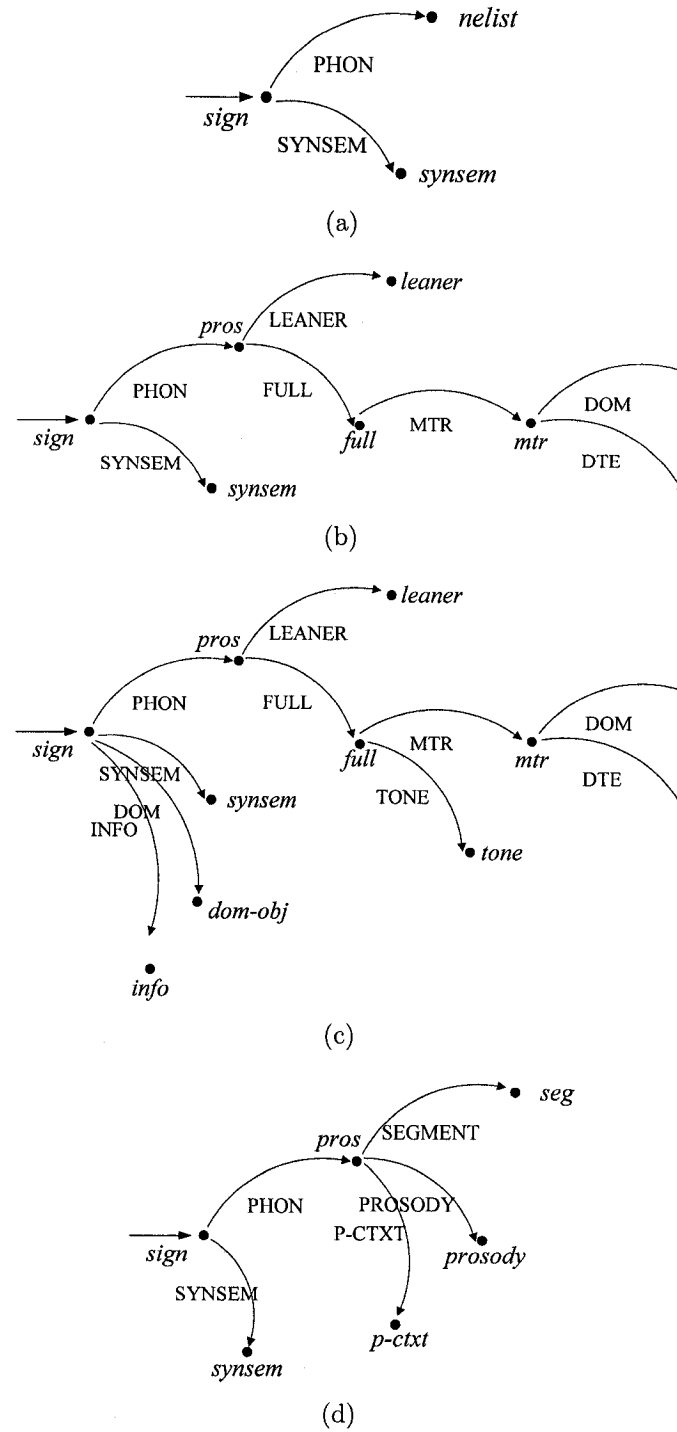 nelist
PHON
sign
SYNSEM
synsem
(a)
leaner
pros
LEANER
PHON
FULL
DOM
MTR
sign
full
mtr
SYNSEM
DTE
synsem
(b)
leaner
pros
LEANER
PHON
FULL
DOM
MTR
sign
full
mtr
SYNSEM
DTE
synsem
TONE
DOM
INFO
tone
dom-obj
info
(c)
seg
pros
SEGMENT
PHON
PROSODY
P-CTXT
sign
prosody
SYNSEM
p-ctxt
synsem
(d)